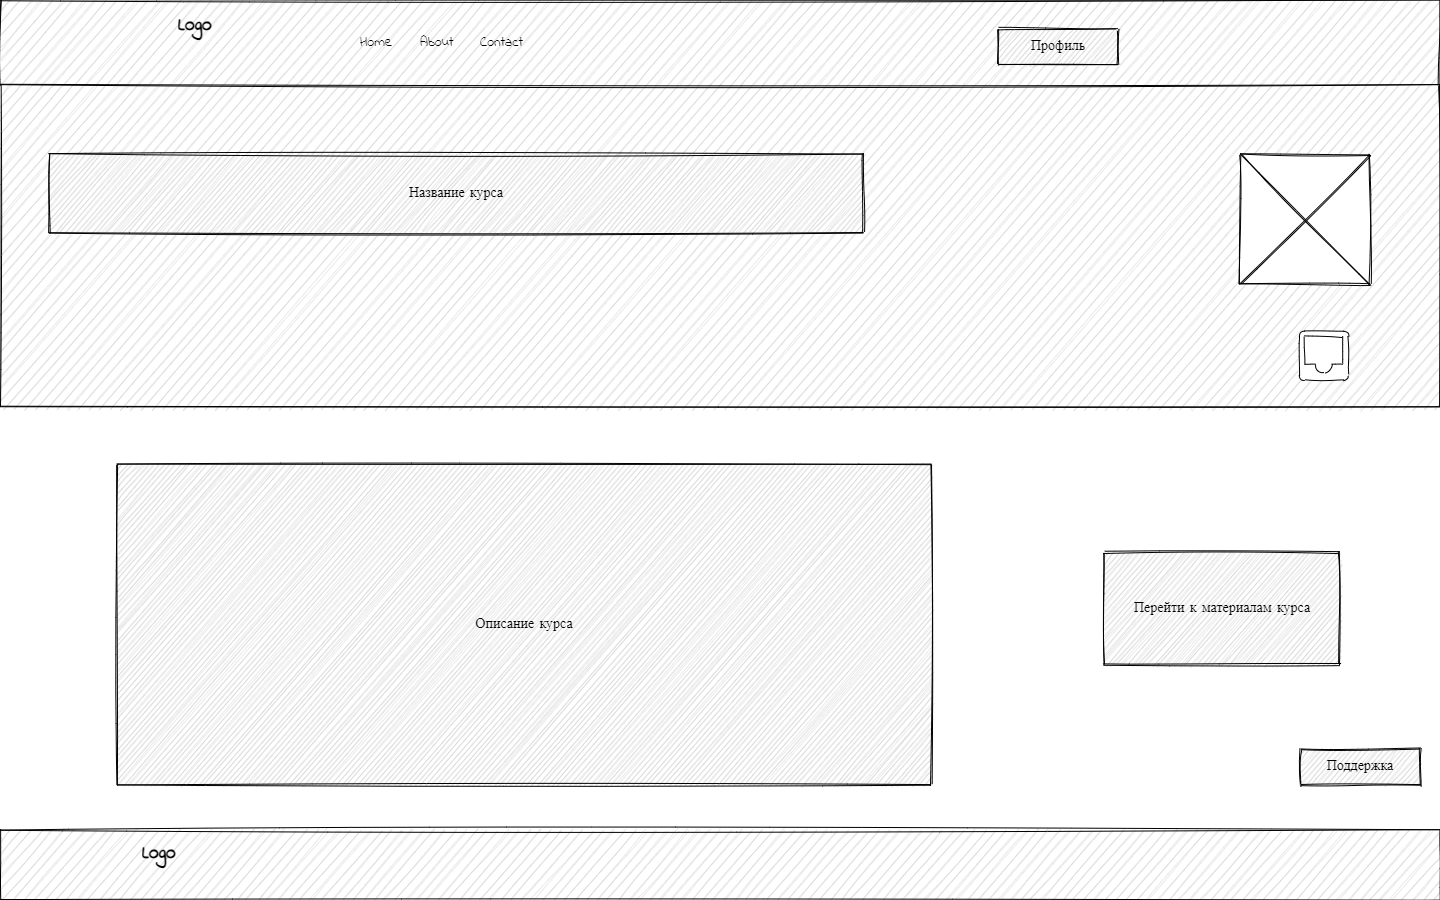 Logo
Home About Contact
Профиль
Название курса
Описание курса
Перейти к материалам курса
Поддержка
Logo